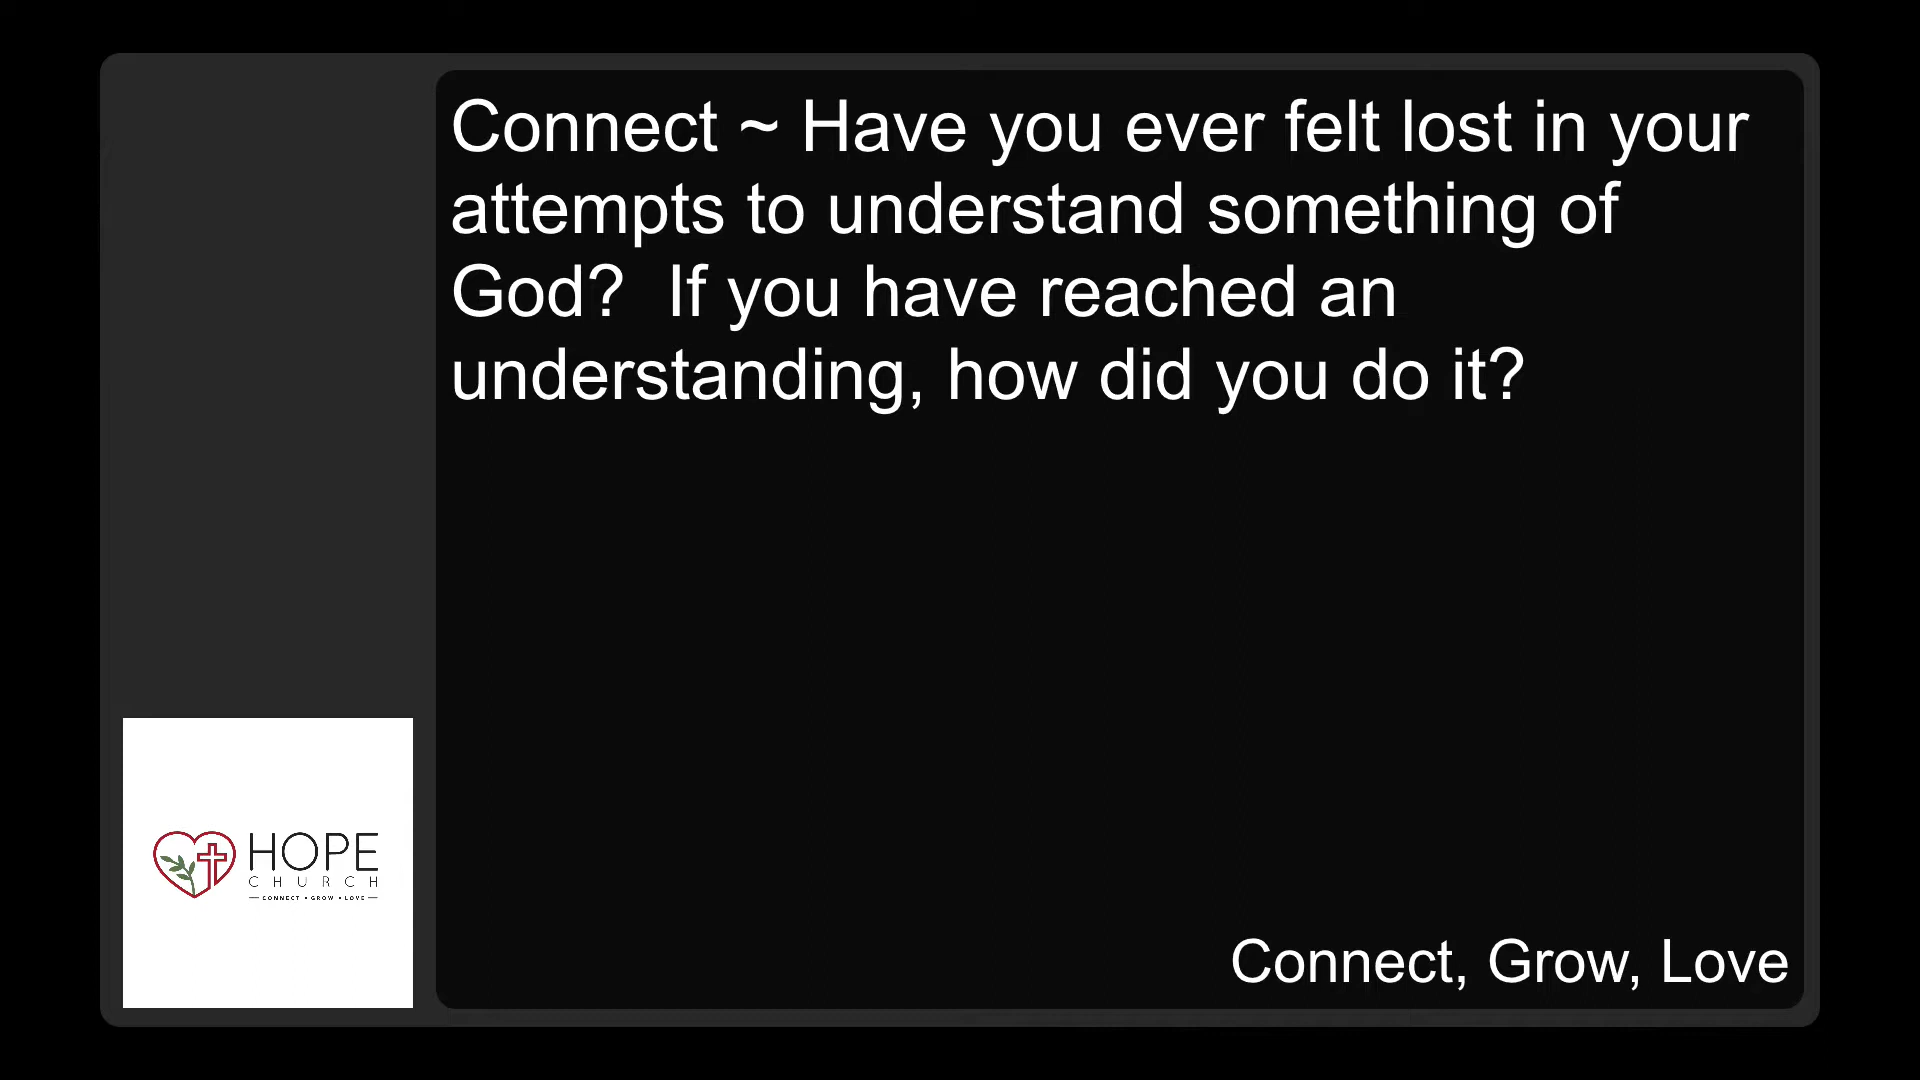 Connect ~ Have you ever felt lost in your
attempts to understand something of
God?  If you have reached an
understanding, how did you do it?
HOPE
CHURCH
CONNECT • GROW • LOVE
Connect, Grow, Love